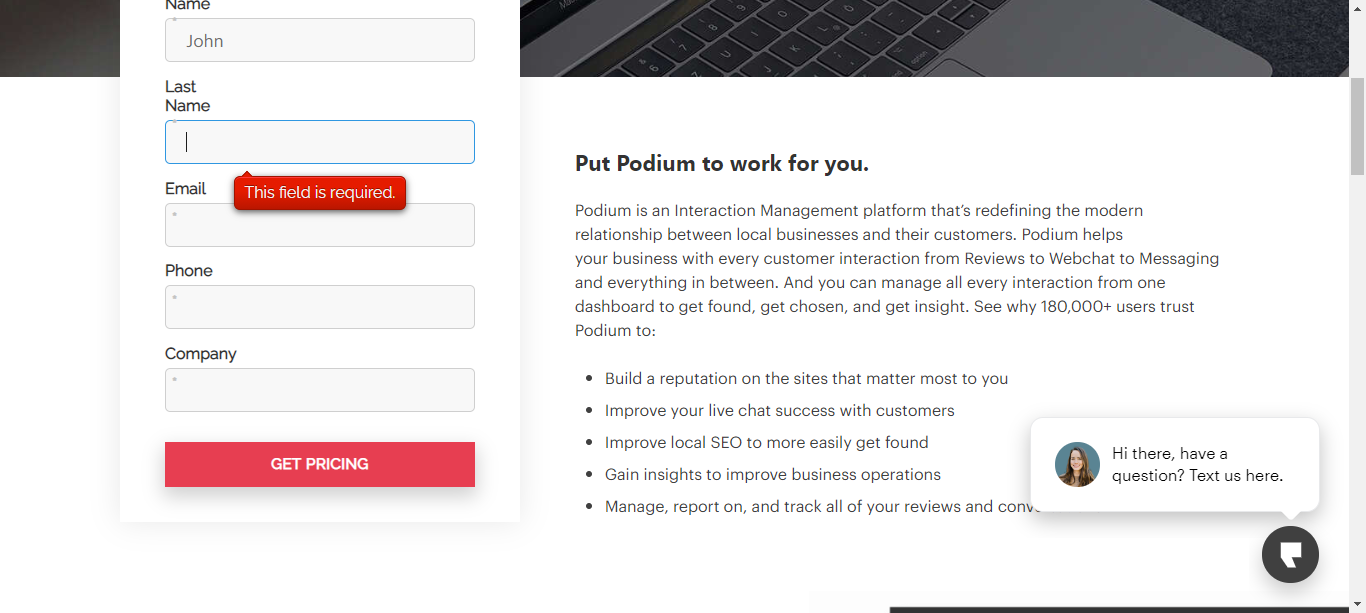 Name
John
Last
Name
This field is required.
Email
Phone
Company
GET PRICING
Put Podium to work for you.
Podium is an Interaction Management platform that’s redefining the modern
relationship between local businesses and their customers. Podium helps
your business with every customer interaction from Reviews to Webchat to Messaging
and everything in between. And you can manage all every interaction from one
dashboard to get found, get chosen, and get insight. See why 180,000+ users trust
Podium to:
Build a reputation on the sites that matter most to you
Improve your live chat success with customers
Improve local SEO to more easily get found
Gain insights to improve business operations
Manage, report on, and track all of your reviews and
Hi there, have a
question? Text us here.